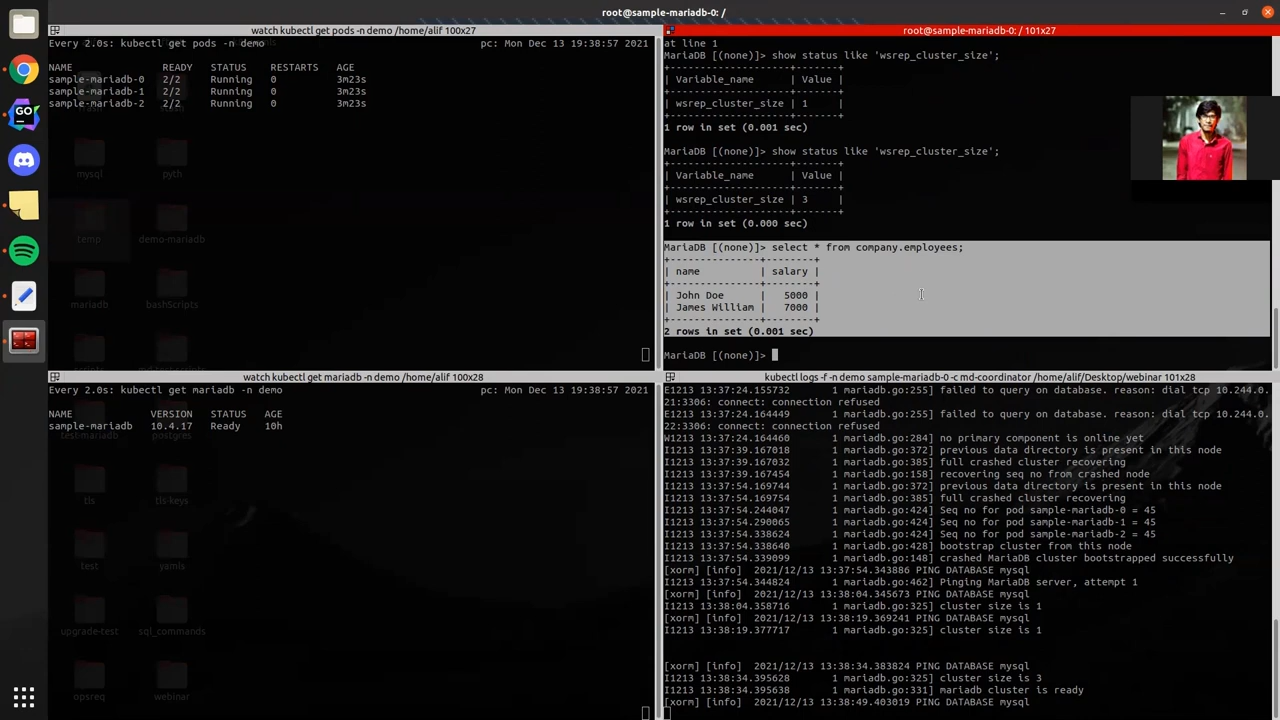 root@sample-mariadb-0: /
watch kubectl get pods -n demo /home/alif 100x27
Every 2.0s: kubectl get pods -n demo pc: Mon Dec 13 19:38:57 2021
NAME READY STATUS RESTARTS AGE
sample-mariadb-0 2/2 Running 0 3m23s
sample-mariadb-1 2/2 Running 0 3m23s
sample-mariadb-2 2/2 Running 0 3m23s
mysql pyth
temp demo-mariadb
mariadb bashScripts
root@sample-mariadb-0: / 101x27
at line 1
MariaDB [(none)]> show status like 'wsrep_cluster_size';
+--------------------+-------+
| Variable_name | Value |
+--------------------+-------+
| wsrep_cluster_size | 1 |
+--------------------+-------+
1 row in set (0.001 sec)
MariaDB [(none)]> show status like 'wsrep_cluster_size';
+--------------------+-------+
| Variable_name | Value |
+--------------------+-------+
| wsrep_cluster_size | 3 |
+--------------------+-------+
1 row in set (0.000 sec)
MariaDB [(none)]> select * from company.employees;
+---------------+--------+
| name | salary |
+---------------+--------+
| John Doe | 5000 |
| James William | 7000 |
+---------------+--------+
2 rows in set (0.001 sec)
MariaDB [(none)]>
watch kubectl get mariadb -n demo /home/alif 100x28
Every 2.0s: kubectl get mariadb -n demo pc: Mon Dec 13 19:38:57 2021
NAME VERSION STATUS AGE
sample-mariadb 10.4.17 Ready 10h
test-mariadb postgres
tls tls-keys
test yamls
upgrade-test sql_commands
opsreq webinar
kubectl logs -f -n demo sample-mariadb-0 -c md-coordinator /home/alif/Desktop/webinar 101x28
E1213 13:37:24.155732 1 mariadb.go:255] failed to query on database. reason: dial tcp 10.244.0.
21:3306: connect: connection refused
E1213 13:37:24.164449 1 mariadb.go:255] failed to query on database. reason: dial tcp 10.244.0.
22:3306: connect: connection refused
W1213 13:37:24.164460 1 mariadb.go:284] no primary component is online yet
I1213 13:37:39.167018 1 mariadb.go:372] previous data directory is present in this node
I1213 13:37:39.167032 1 mariadb.go:385] full crashed cluster recovering
I1213 13:37:39.167454 1 mariadb.go:158] recovering seq no from crashed node
I1213 13:37:54.169744 1 mariadb.go:372] previous data directory is present in this node
I1213 13:37:54.169754 1 mariadb.go:385] full crashed cluster recovering
I1213 13:37:54.244047 1 mariadb.go:424] Seq no for pod sample-mariadb-0 = 45
I1213 13:37:54.290065 1 mariadb.go:424] Seq no for pod sample-mariadb-1 = 45
I1213 13:37:54.338624 1 mariadb.go:424] Seq no for pod sample-mariadb-2 = 45
I1213 13:37:54.338640 1 mariadb.go:428] bootstrap cluster from this node
I1213 13:37:54.339099 1 mariadb.go:148] crashed MariaDB cluster bootstrapped successfully
[xorm] [info] 2021/12/13 13:37:54.343886 PING DATABASE mysql
I1213 13:37:54.344824 1 mariadb.go:462] Pinging MariaDB server, attempt 1
[xorm] [info] 2021/12/13 13:38:04.345673 PING DATABASE mysql
I1213 13:38:04.358716 1 mariadb.go:325] cluster size is 1
[xorm] [info] 2021/12/13 13:38:19.369241 PING DATABASE mysql
I1213 13:38:19.377717 1 mariadb.go:325] cluster size is 1
[xorm] [info] 2021/12/13 13:38:34.383824 PING DATABASE mysql
I1213 13:38:34.395628 1 mariadb.go:325] cluster size is 3
I1213 13:38:34.395638 1 mariadb.go:331] mariadb cluster is ready
[xorm] [info] 2021/12/13 13:38:49.403019 PING DATABASE mysql